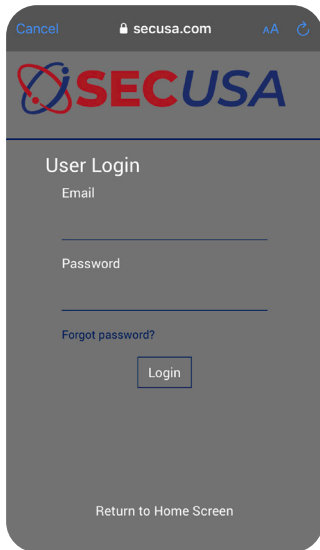 Cancel secusa.com AA
SECUSA
User Login
Email
Password
Forgot password?
Login
Return to Home Screen